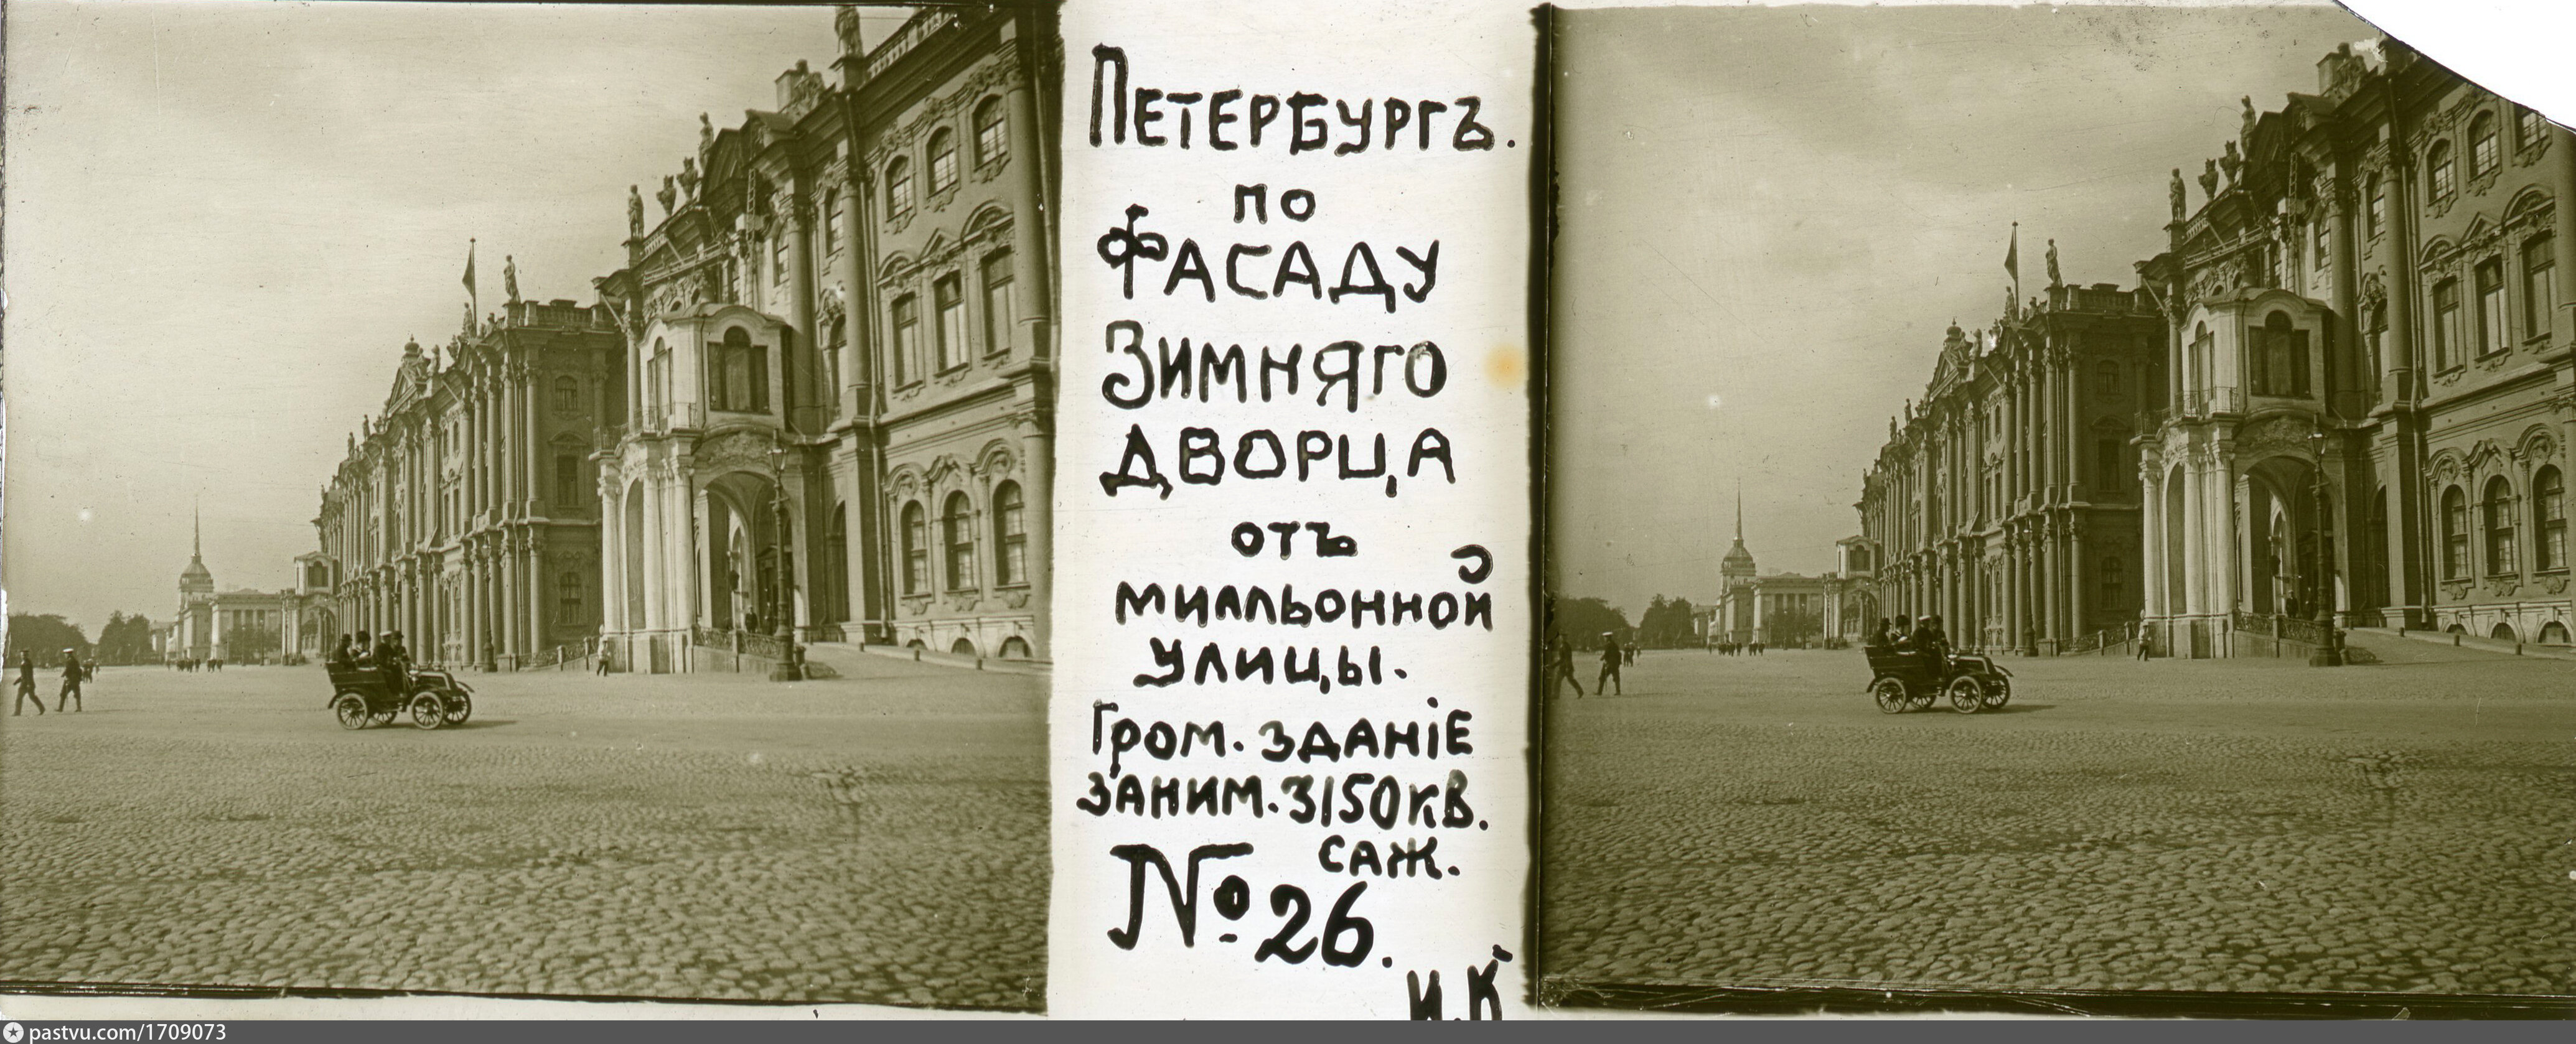 Петербургъ.
по
фасаду
Зимняго
дворца
отъ
мильонной
улицы.
Гром. зданіе
заним. 3150 кв.
саж.
№ 26.
И.К
pastvu.com/1709073